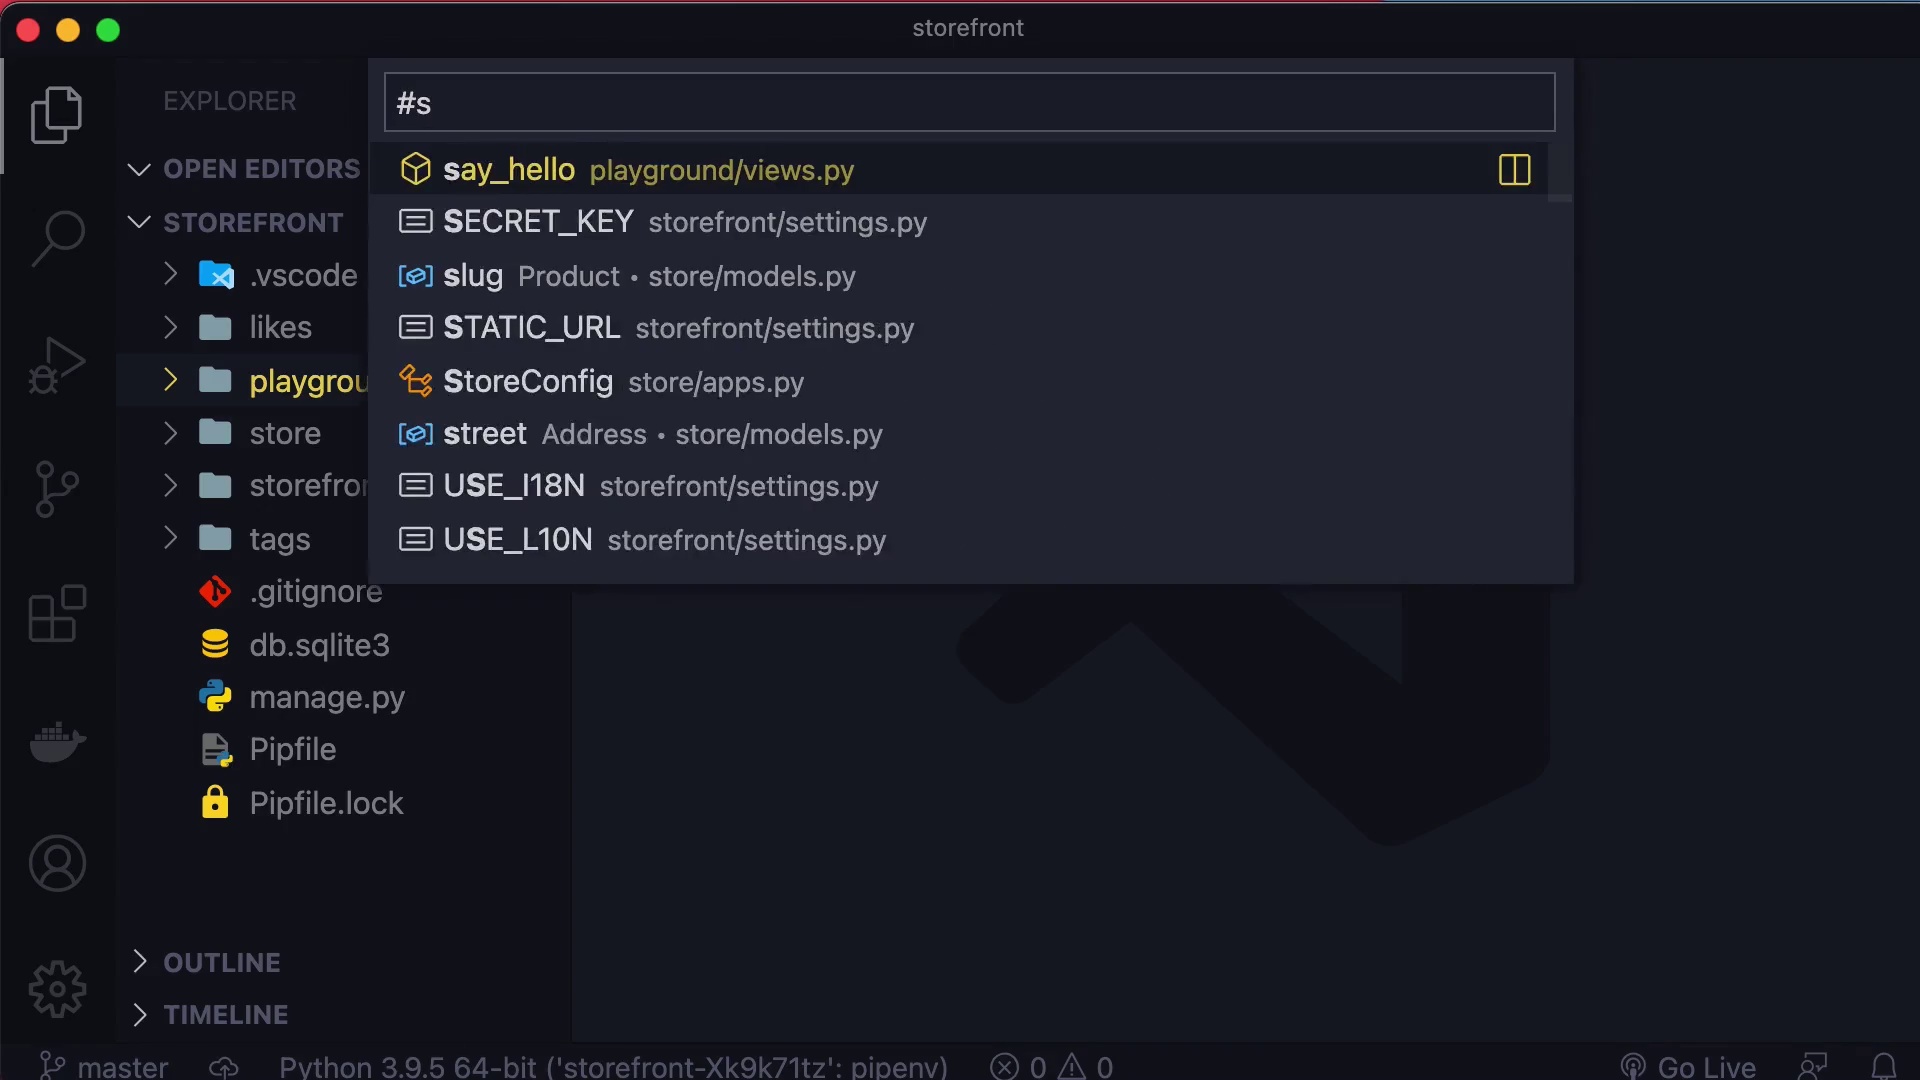 storefront
EXPLORER
OPEN EDITORS
STOREFRONT
.vscode
likes
playgrou
store
storefror
tags
.gitignore
db.sqlite3
manage.py
Pipfile
Pipfile.lock
OUTLINE
TIMELINE
#s
say_hello playground/views.py
SECRET_KEY storefront/settings.py
slug Product • store/models.py
STATIC_URL storefront/settings.py
StoreConfig store/apps.py
street Address • store/models.py
USE_I18N storefront/settings.py
USE_L10N storefront/settings.py
master Python 3.9.5 64-bit ('storefront-Xk9k71tz': pipenv) 0 0 Go Live